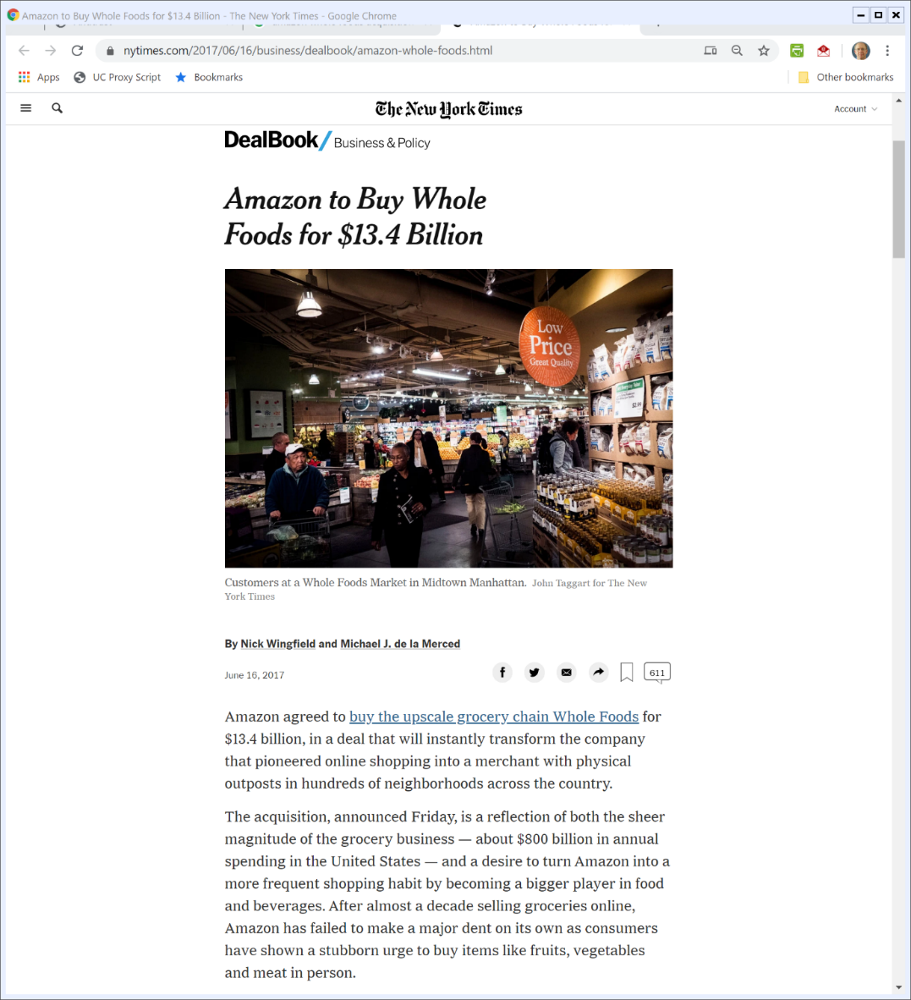 Amazon to Buy Whole Foods for $13.4 Billion - The New York Times - Google Chrome
nytimes.com/2017/06/16/business/dealbook/amazon-whole-foods.html
Apps UC Proxy Script Bookmarks Other bookmarks
The New York Times Account
DealBook / Business & Policy
Amazon to Buy Whole
Foods for $13.4 Billion
Low
Price
Great Quality
Customers at a Whole Foods Market in Midtown Manhattan. John Taggart for The New
York Times
By Nick Wingfield and Michael J. de la Merced
June 16, 2017 611
Amazon agreed to buy the upscale grocery chain Whole Foods for
$13.4 billion, in a deal that will instantly transform the company
that pioneered online shopping into a merchant with physical
outposts in hundreds of neighborhoods across the country.
The acquisition, announced Friday, is a reflection of both the sheer
magnitude of the grocery business — about $800 billion in annual
spending in the United States — and a desire to turn Amazon into a
more frequent shopping habit by becoming a bigger player in food
and beverages. After almost a decade selling groceries online,
Amazon has failed to make a major dent on its own as consumers
have shown a stubborn urge to buy items like fruits, vegetables
and meat in person.